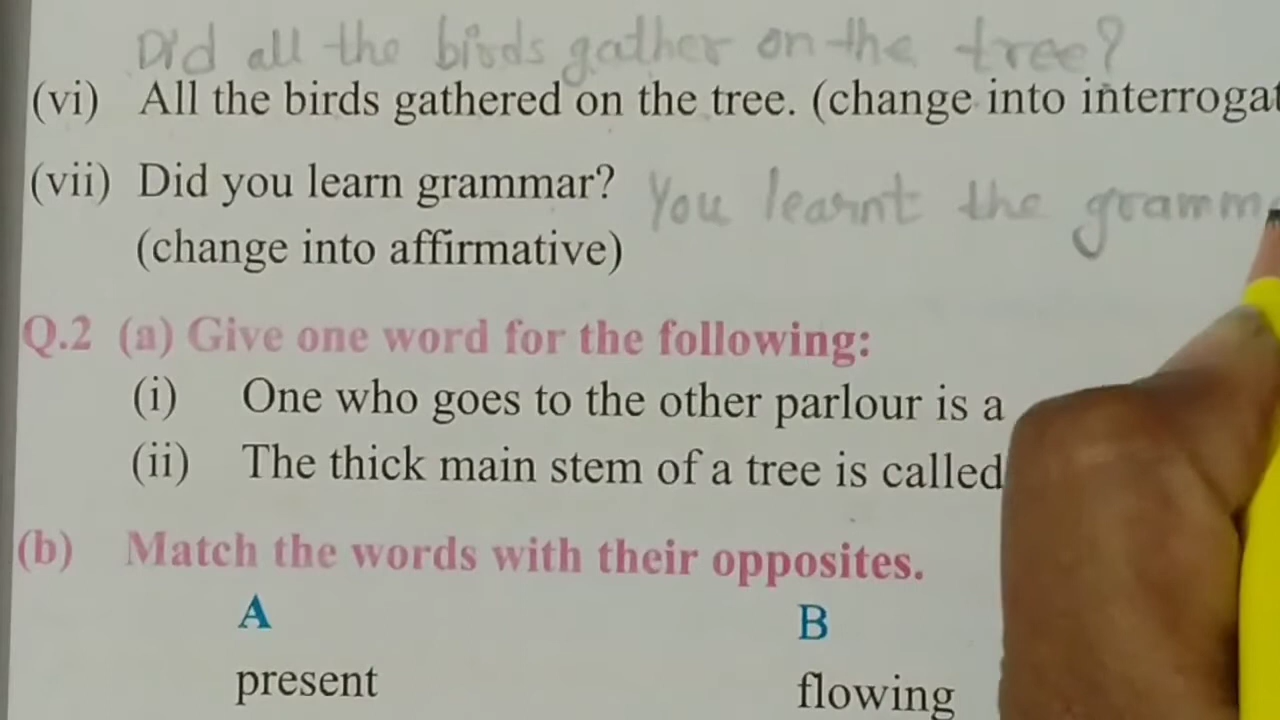 Did all the birds gather on the tree?
(vi) All the birds gathered on the tree. (change into interrogat
(vii) Did you learn grammar? You learnt the gramm
(change into affirmative)
Q.2 (a) Give one word for the following:
(i) One who goes to the other parlour is a
(ii) The thick main stem of a tree is called
(b) Match the words with their opposites.
A B
present flowing